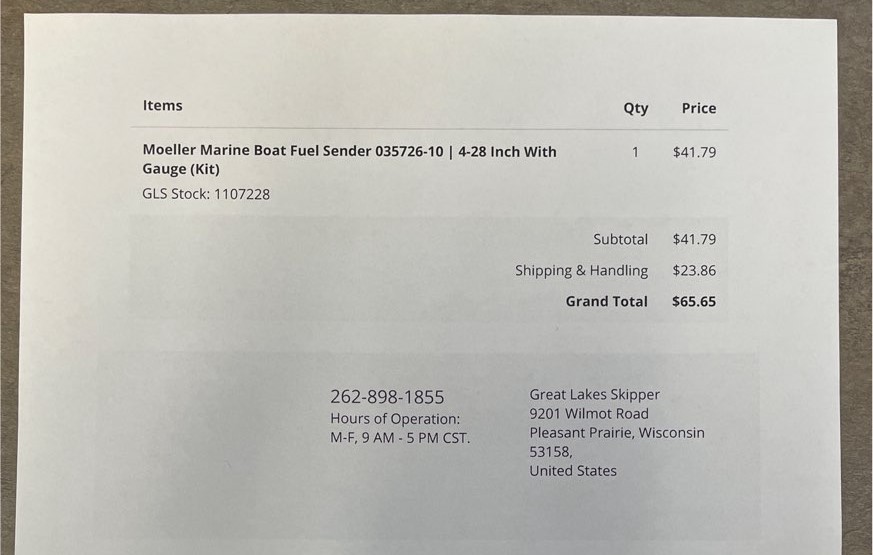 Items Qty Price
Moeller Marine Boat Fuel Sender 035726-10 | 4-28 Inch With 1 $41.79
Gauge (Kit)
GLS Stock: 1107228
Subtotal $41.79
Shipping & Handling $23.86
Grand Total $65.65
262-898-1855
Hours of Operation:
M-F, 9 AM - 5 PM CST.
Great Lakes Skipper
9201 Wilmot Road
Pleasant Prairie, Wisconsin
53158,
United States